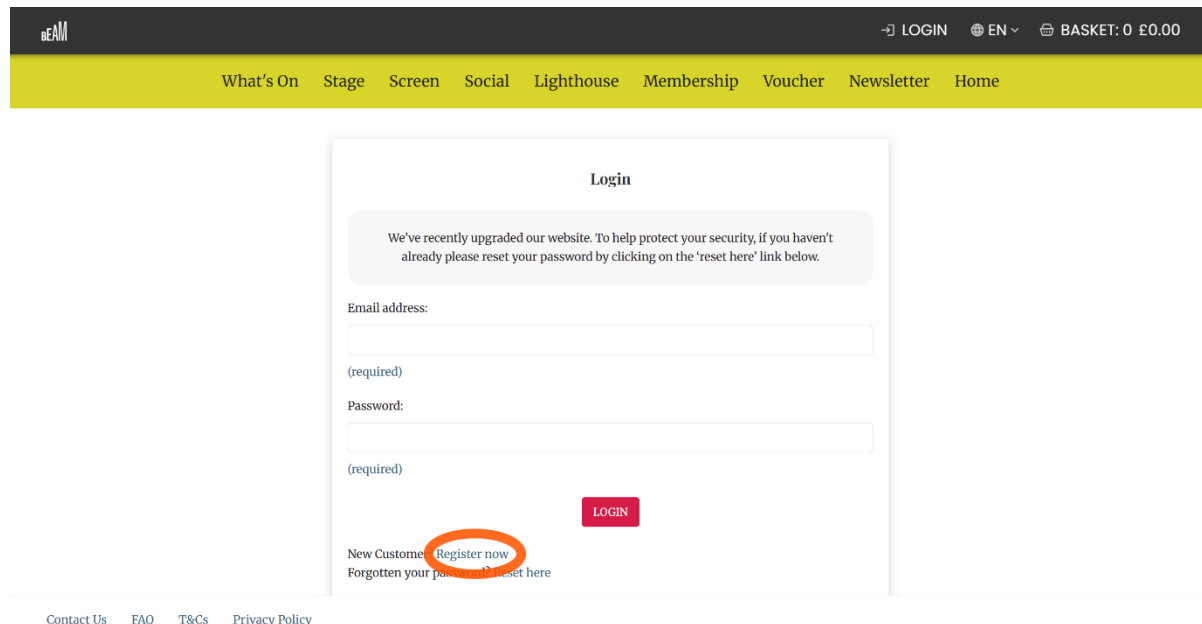 BEAM
LOGIN EN BASKET: 0 £0.00
What's On Stage Screen Social Lighthouse Membership Voucher Newsletter Home
Login
We've recently upgraded our website. To help protect your security, if you haven't
already please reset your password by clicking on the ‘reset here’ link below.
Email address:
(required)
Password:
(required)
LOGIN
New Customer? Register now
Forgotten your password? Reset here
Contact Us FAQ T&Cs Privacy Policy